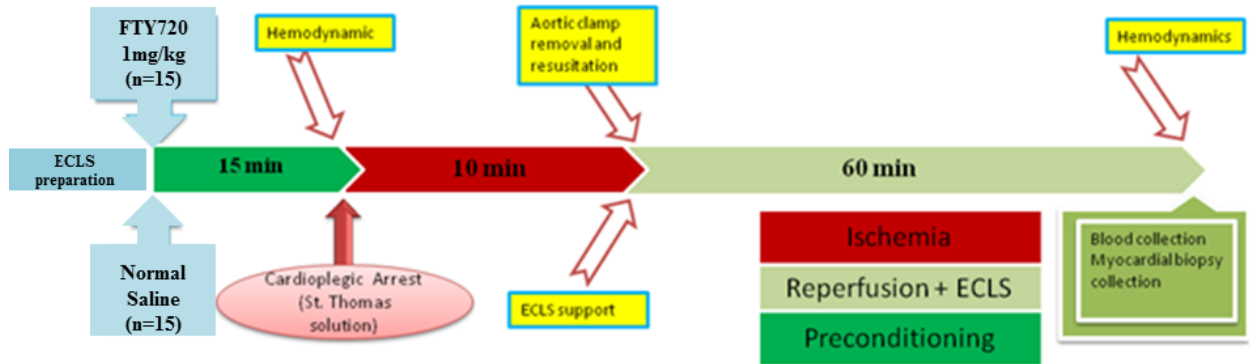 FTY720
1mg/kg
(n=15)
Hemodynamic
Aortic clamp
removal and
resusitation
Hemodynamics
ECLS
preparation
15 min
10 min
60 min
Normal
Saline
(n=15)
Cardioplegic Arrest
(St. Thomas
solution)
ECLS support
Ischemia
Reperfusion + ECLS
Preconditioning
Blood collection
Myocardial biopsy
collection